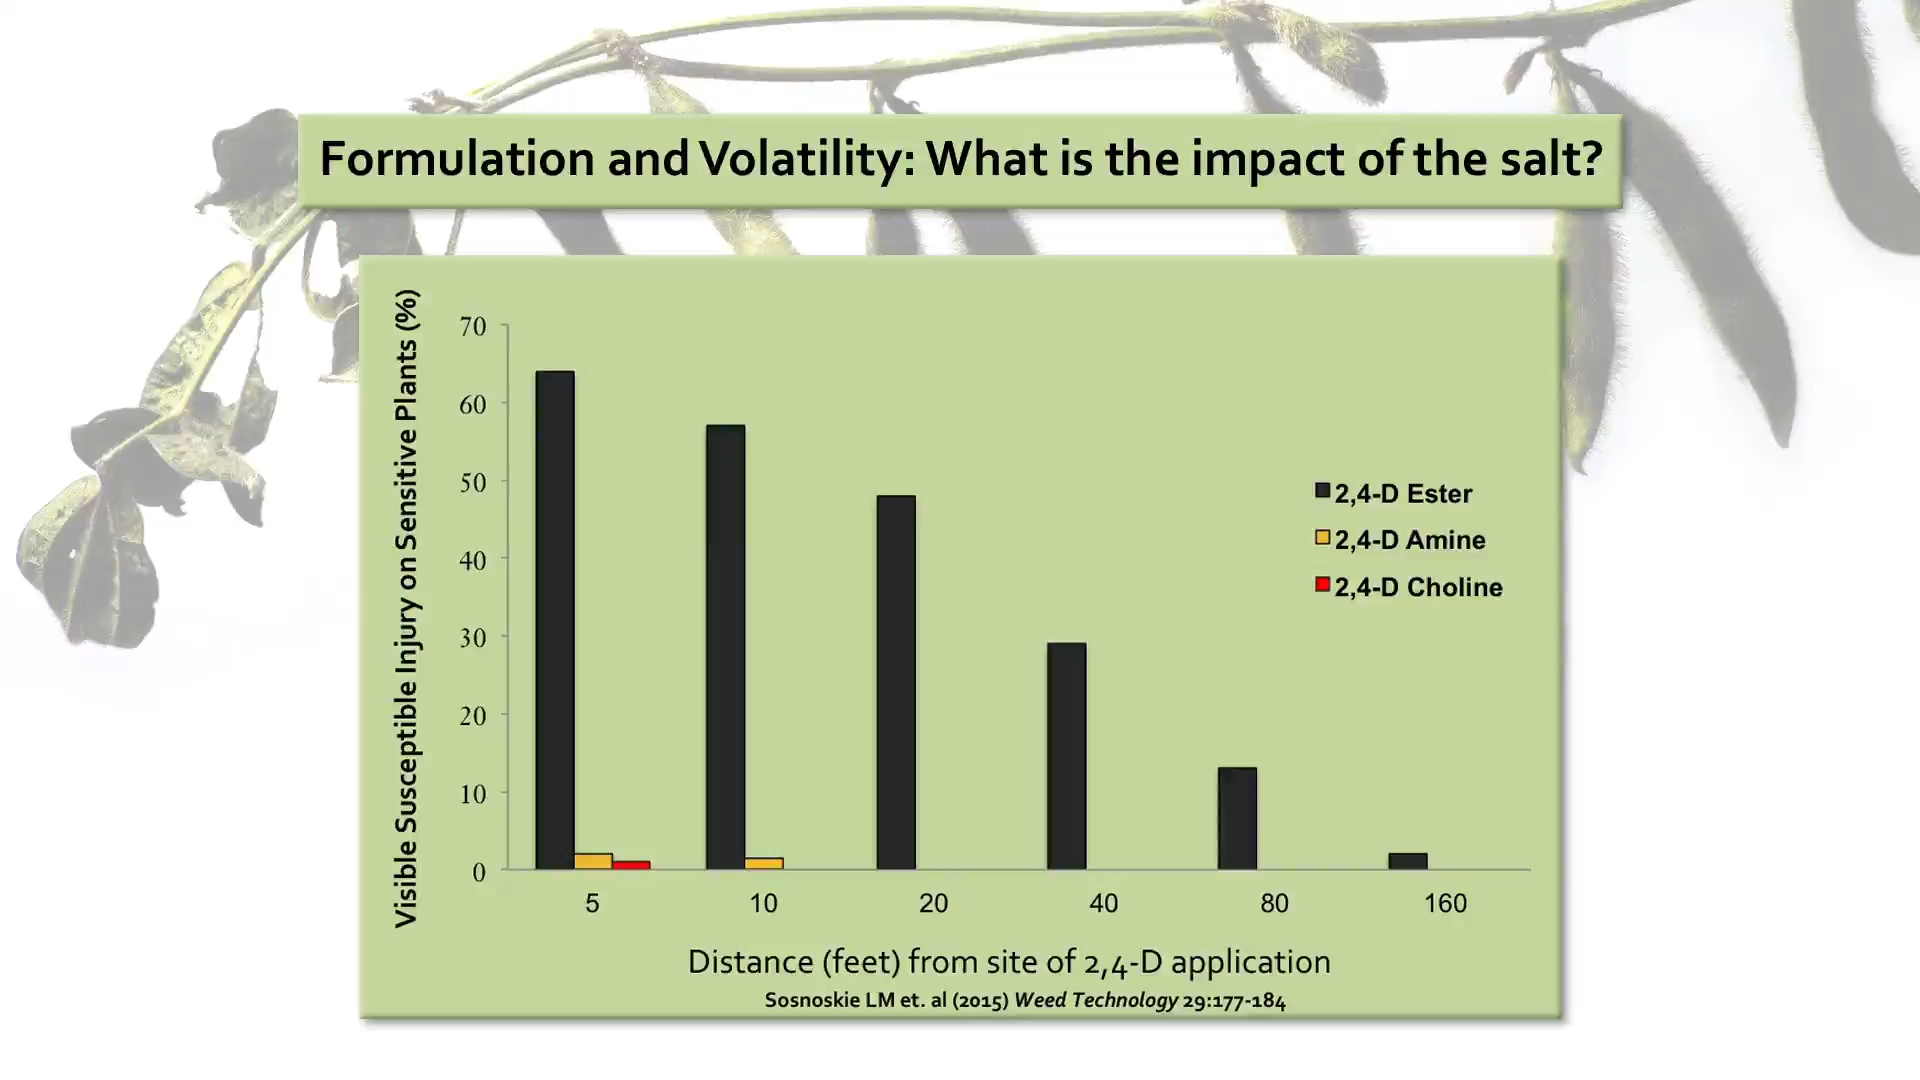 Formulation and Volatility: What is the impact of the salt?
Visible Susceptible Injury on Sensitive Plants (%)
70
60
50
40
30
20
10
0
2,4-D Ester
2,4-D Amine
2,4-D Choline
5 10 20 40 80 160
Distance (feet) from site of 2,4-D application
Sosnoskie LM et. al (2015) Weed Technology 29:177-184